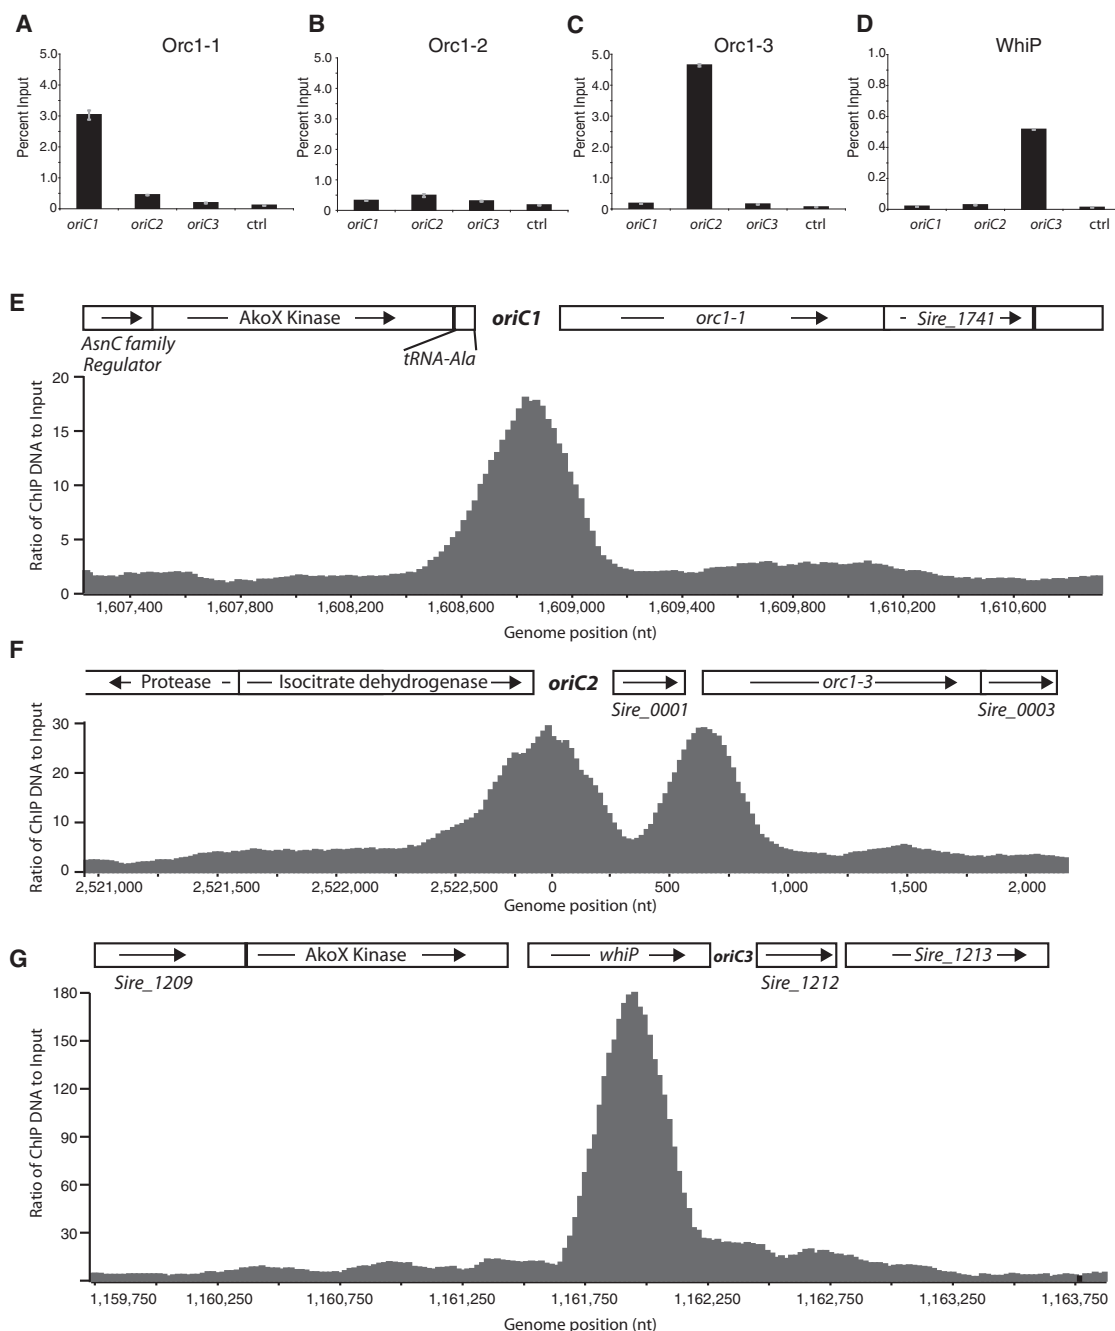 A
Orc1-1
Percent Input
5.0
4.0
3.0
2.0
1.0
0
oriC1 oriC2 oriC3 ctrl
B
Orc1-2
Percent Input
5.0
4.0
3.0
2.0
1.0
0
oriC1 oriC2 oriC3 ctrl
C
Orc1-3
Percent Input
5.0
4.0
3.0
2.0
1.0
0
oriC1 oriC2 oriC3 ctrl
D
WhiP
Percent Input
1.0
0.8
0.6
0.4
0.2
0
oriC1 oriC2 oriC3 ctrl
E
AkoX Kinase oriC1 orc1-1 Sire_1741
AsnC family
Regulator
tRNA-Ala
Ratio of ChIP DNA to Input
20
15
10
5
0
1,607,400 1,607,800 1,608,200 1,608,600 1,609,000 1,609,400 1,609,800 1,610,200 1,610,600
Genome position (nt)
F
Protease Isocitrate dehydrogenase oriC2 orc1-3
Sire_0001 Sire_0003
Ratio of ChIP DNA to Input
30
20
10
0
2,521,000 2,521,500 2,522,000 2,522,500 0 500 1,000 1,500 2,000
Genome position (nt)
G
AkoX Kinase whiP oriC3 Sire_1213
Sire_1209 Sire_1212
Ratio of ChIP DNA to Input
180
150
120
90
60
30
1,159,750 1,160,250 1,160,750 1,161,250 1,161,750 1,162,250 1,162,750 1,163,250 1,163,750
Genome position (nt)